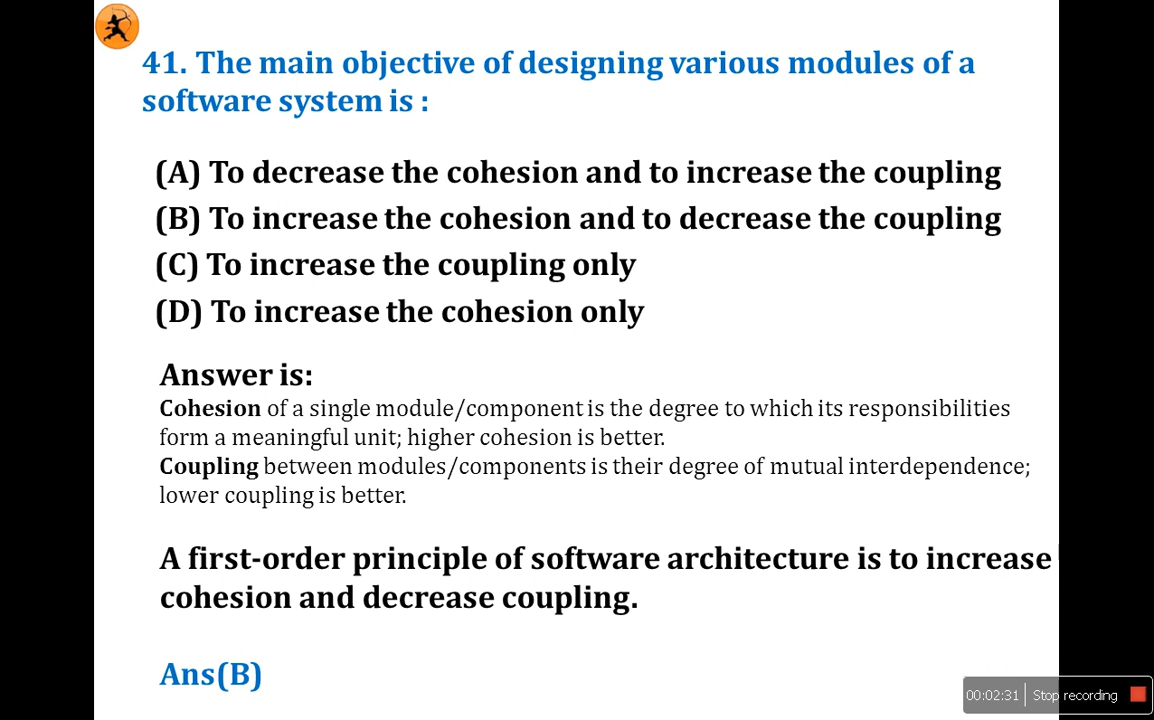 41. The main objective of designing various modules of a
software system is :
(A) To decrease the cohesion and to increase the coupling
(B) To increase the cohesion and to decrease the coupling
(C) To increase the coupling only
(D) To increase the cohesion only
Answer is:
Cohesion of a single module/component is the degree to which its responsibilities
form a meaningful unit; higher cohesion is better.
Coupling between modules/components is their degree of mutual interdependence;
lower coupling is better.
A first-order principle of software architecture is to increase
cohesion and decrease coupling.
Ans(B)
00:02:31 Stop recording